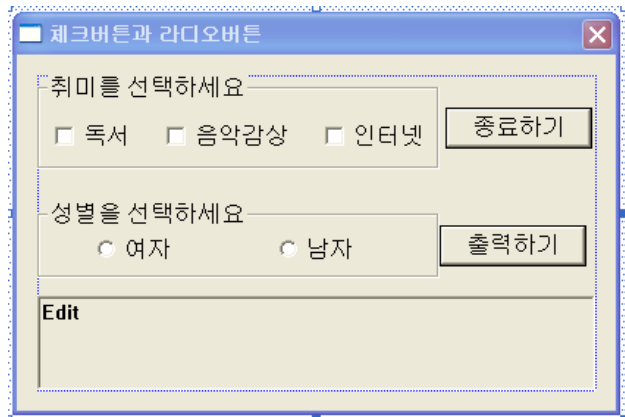 체크버튼과 라디오버튼
취미를 선택하세요
독서 음악감상 인터넷
종료하기
성별을 선택하세요
여자 남자
출력하기
Edit